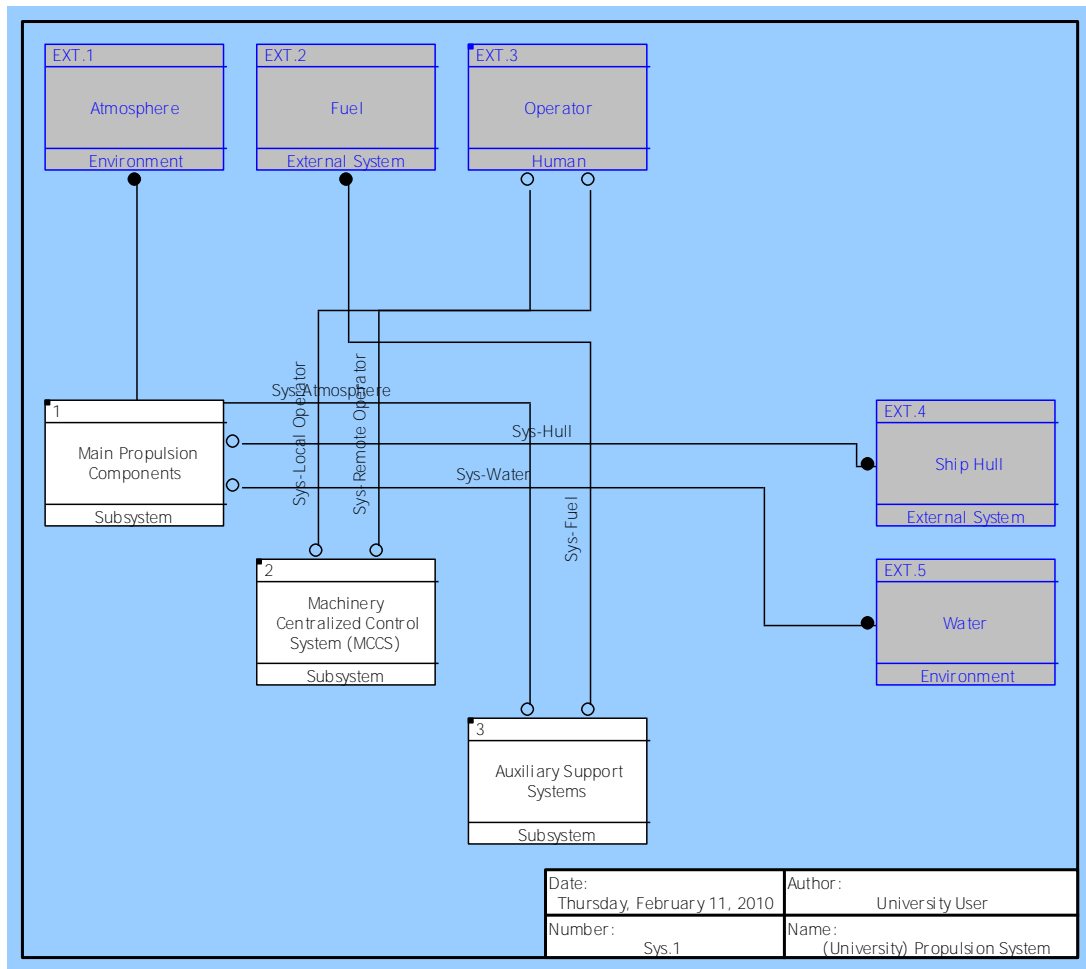 EXT.1
Atmosphere
Environment
EXT.2
Fuel
External System
EXT.3
Operator
Human
Sys-Local Operator
Sys-Remote Operator
Sys-Atmosphere
1
Main Propulsion
Components
Subsystem
Sys-Hull
Sys-Water
Sys-Fuel
EXT.4
Ship Hull
External System
2
Machinery
Centralized Control
System (MCCS)
Subsystem
EXT.5
Water
Environment
3
Auxiliary Support
Systems
Subsystem
Date:
Thursday, February 11, 2010
Author:
University User
Number:
Sys.1
Name:
(University) Propulsion System